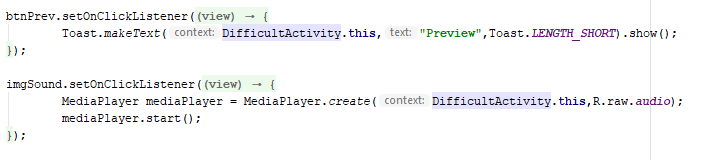 btnPrev.setOnClickListener((view) → {
Toast.makeText( context: DifficultActivity.this, text: "Preview",Toast.LENGTH_SHORT).show();
});
imgSound.setOnClickListener((view) → {
MediaPlayer mediaPlayer = MediaPlayer.create( context: DifficultActivity.this,R.raw.audio);
mediaPlayer.start();
});